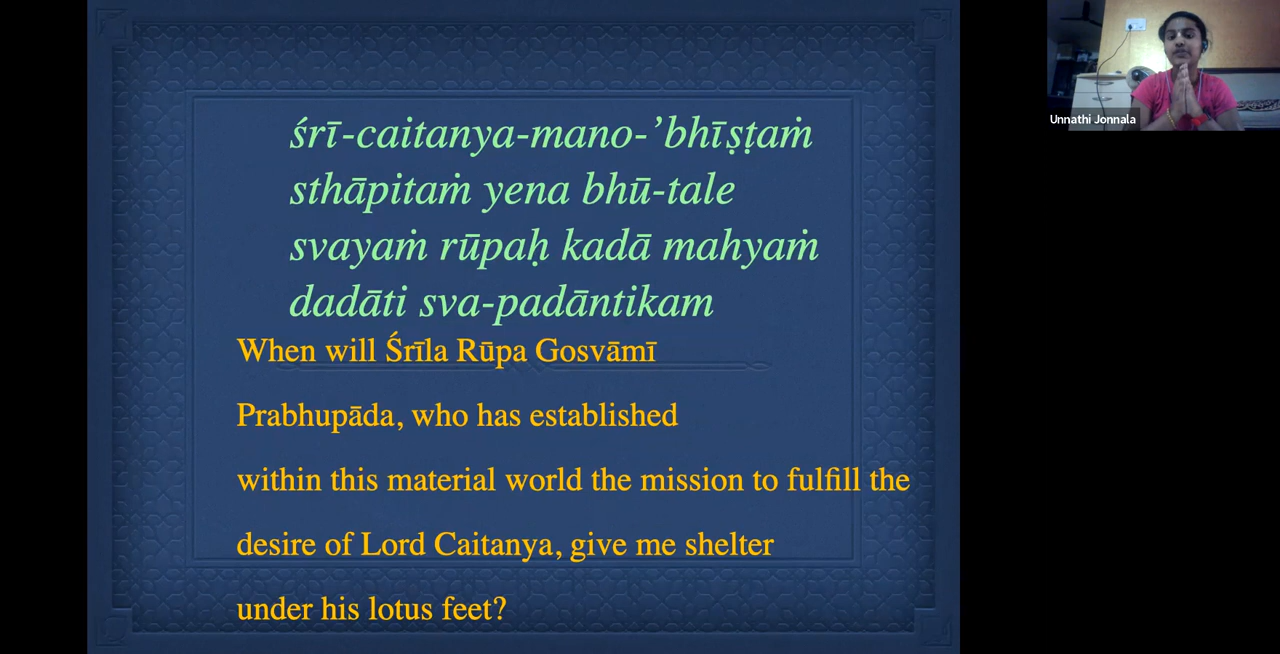 śrī-caitanya-mano-’bhīṣṭaṁ
sthāpitaṁ yena bhū-tale
svayaṁ rūpaḥ kadā mahyaṁ
dadāti sva-padāntikam
When will Śrīla Rūpa Gosvāmī
Prabhupāda, who has established
within this material world the mission to fulfill the
desire of Lord Caitanya, give me shelter
under his lotus feet?
Unnathi Jonnala